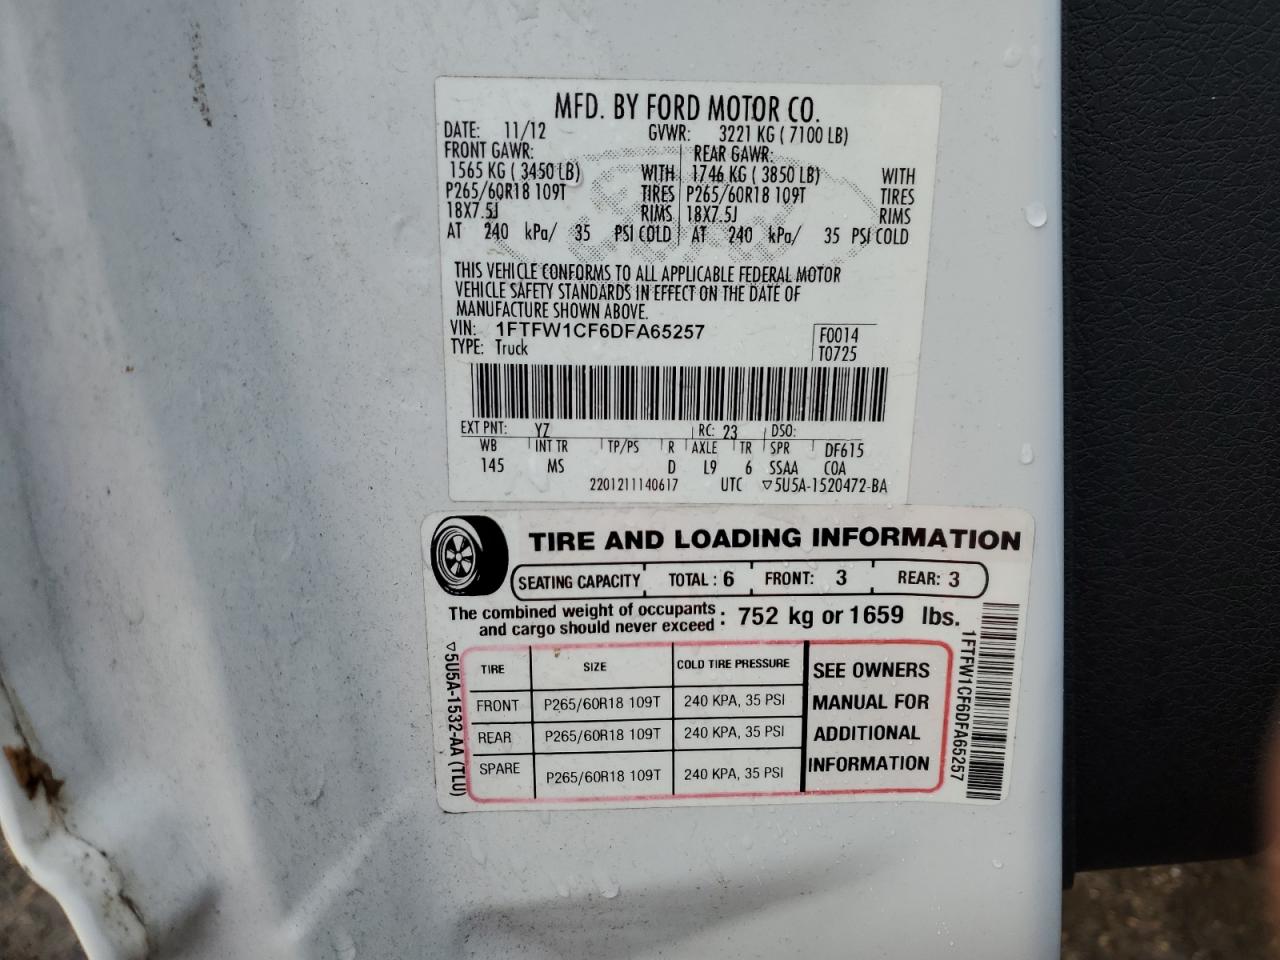 MFD. BY FORD MOTOR CO.
DATE: 11/12 GVWR: 3221 KG ( 7100 LB)
FRONT GAWR: REAR GAWR:
1565 KG ( 3450 LB) WITH 1746 KG ( 3850 LB) WITH
P265/60R18 109T TIRES P265/60R18 109T TIRES
18X7.5J RIMS 18X7.5J RIMS
AT 240 kPa/ 35 PSI COLD AT 240 kPa/ 35 PSI COLD
THIS VEHICLE CONFORMS TO ALL APPLICABLE FEDERAL MOTOR
VEHICLE SAFETY STANDARDS IN EFFECT ON THE DATE OF
MANUFACTURE SHOWN ABOVE.
VIN: 1FTFW1CF6DFA65257 F0014
TYPE: Truck T0725
EXT PNT: YZ RC: 23 DSO:
WB INT TR TP/PS R AXLE TR SPR DF615
145 MS D L9 6 SSAA COA
2201211140617 UTC ▽5U5A-1520472-BA
TIRE AND LOADING INFORMATION
SEATING CAPACITY TOTAL : 6 FRONT: 3 REAR: 3
The combined weight of occupants
and cargo should never exceed : 752 kg or 1659 lbs.
TIRE SIZE COLD TIRE PRESSURE
FRONT P265/60R18 109T 240 KPA, 35 PSI
REAR P265/60R18 109T 240 KPA, 35 PSI
SPARE P265/60R18 109T 240 KPA, 35 PSI
SEE OWNERS
MANUAL FOR
ADDITIONAL
INFORMATION
▽5U5A-1532-AA (TLU)
1FTFW1CF6DFA65257